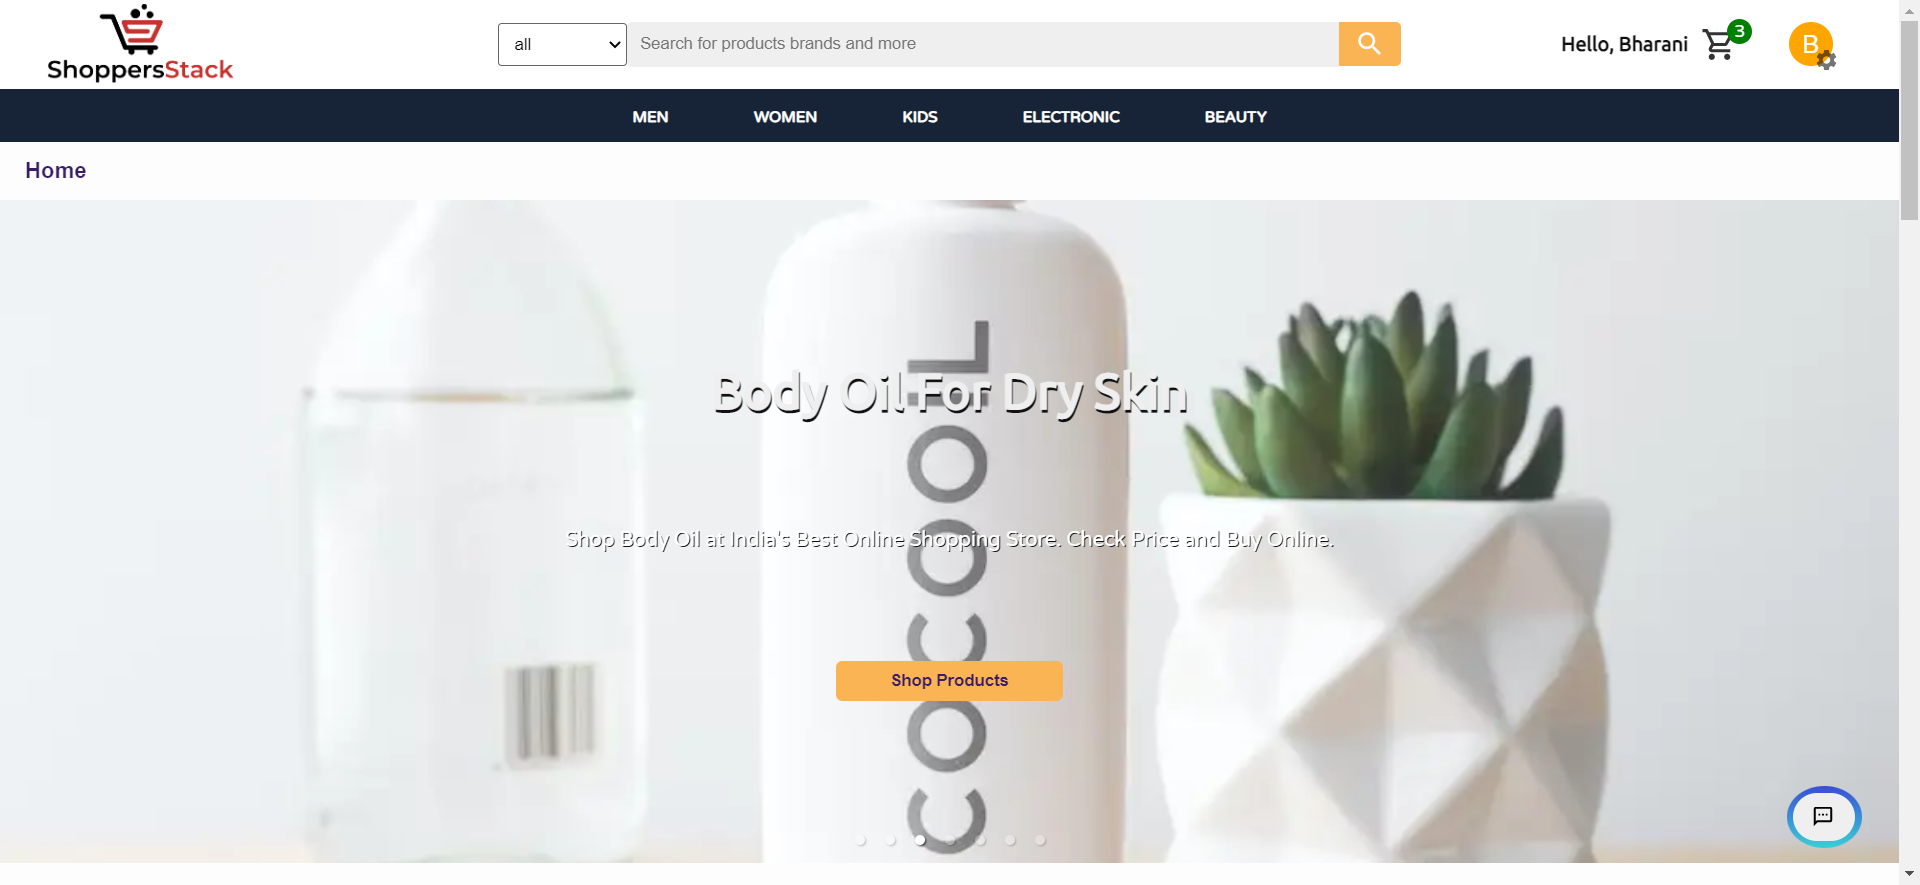 ShoppersStack
all
Search for products brands and more
Hello, Bharani
3
B
MEN WOMEN KIDS ELECTRONIC BEAUTY
Home
Body Oil For Dry Skin
Shop Body Oil at India's Best Online Shopping Store. Check Price and Buy Online.
Shop Products
COCOOIL